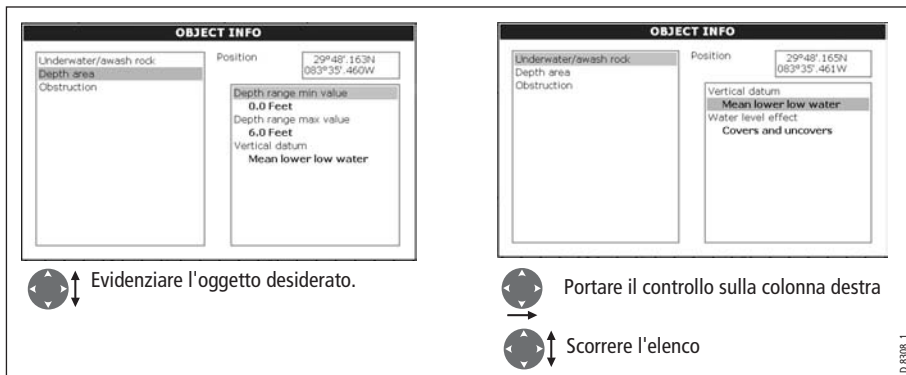 OBJECT INFO
Underwater/awash rock
Depth area
Obstruction
Position
29°48'.163N
083°35'.460W
Depth range min value
0.0 Feet
Depth range max value
6.0 Feet
Vertical datum
Mean lower low water
Evidenziare l'oggetto desiderato.
OBJECT INFO
Underwater/awash rock
Depth area
Obstruction
Position
29°48'.165N
083°35'.461W
Vertical datum
Mean lower low water
Water level effect
Covers and uncovers
Portare il controllo sulla colonna destra
Scorrere l'elenco
D 8308_1